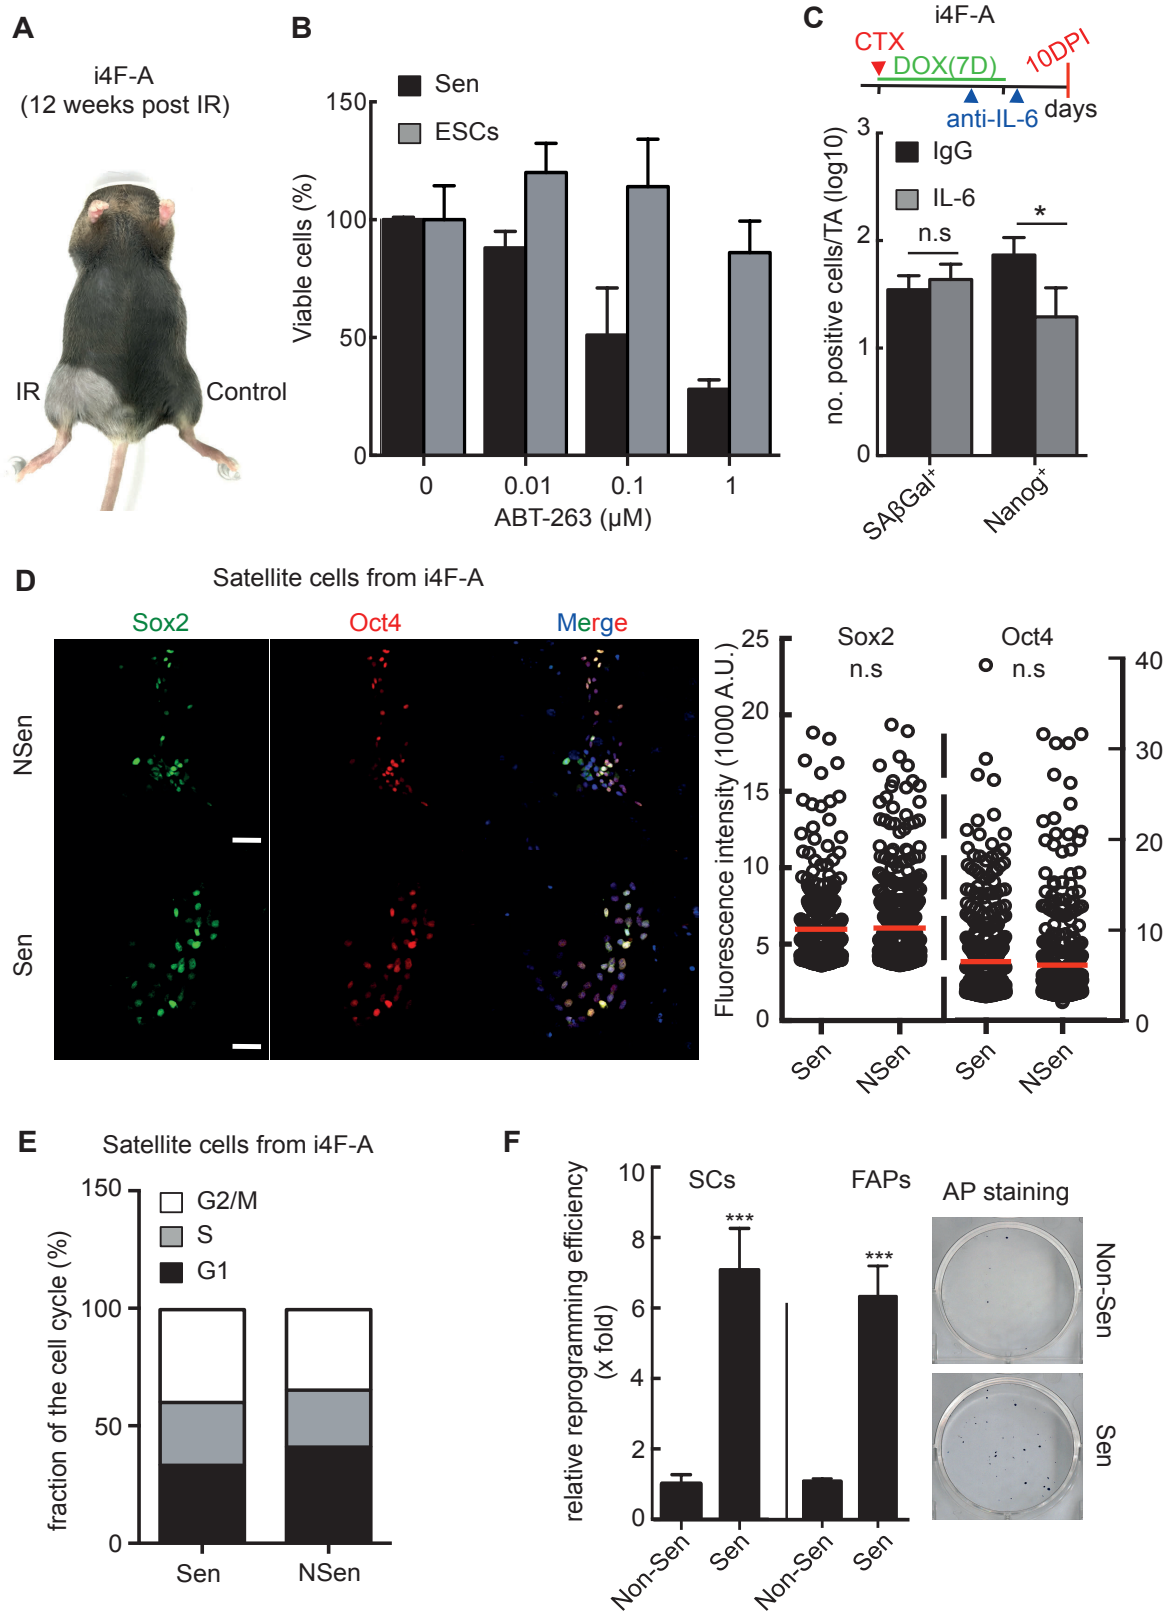 A
i4F-A
(12 weeks post IR)
IR
Control
B
Sen
ESCs
Viable cells (%)
150
100
50
0
0
0.01
0.1
1
ABT-263 (µM)
C
i4F-A
CTX
DOX(7D)
10DPI
anti-IL-6
days
no. positive cells/TA (log10)
3
2
1
0
IgG
IL-6
n.s
*
SAβGal+
Nanog+
D
Satellite cells from i4F-A
Sox2
Oct4
Merge
NSen
Sen
Fluorescence intensity (1000 A.U.)
25
20
15
10
5
0
Sox2
n.s
Oct4
n.s
40
30
20
10
0
Sen
NSen
Sen
NSen
E
Satellite cells from i4F-A
fraction of the cell cycle (%)
150
100
50
0
G2/M
S
G1
Sen
NSen
F
relative reprogramming efficiency
(x fold)
10
8
6
4
2
0
SCs
FAPs
***
***
Non-Sen
Sen
Non-Sen
Sen
AP staining
Non-Sen
Sen